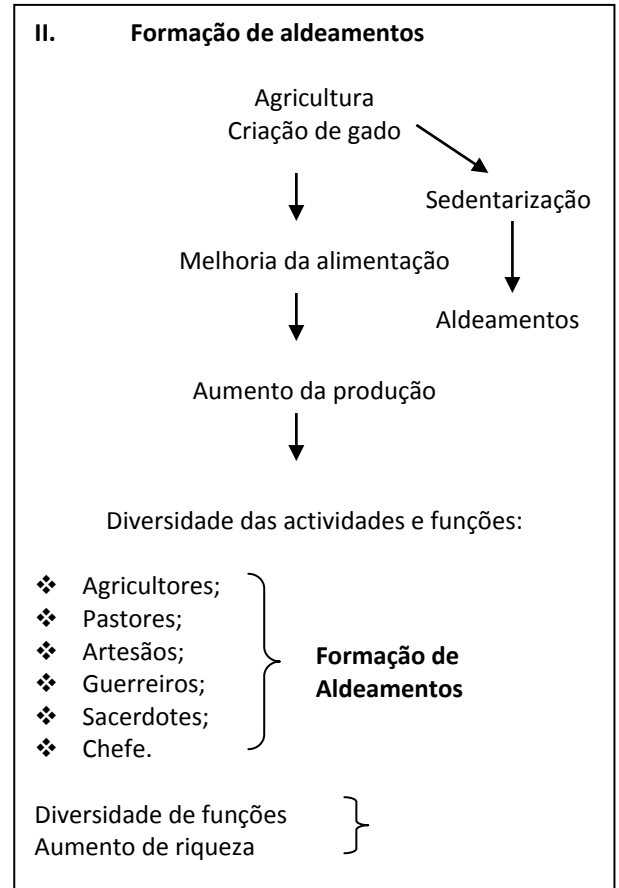 II. Formação de aldeamentos
Agricultura
Criação de gado
Sedentarização
Melhoria da alimentação
Aldeamentos
Aumento da produção
Diversidade das actividades e funções:
❖ Agricultores;
❖ Pastores;
❖ Artesãos;
❖ Guerreiros;
❖ Sacerdotes;
❖ Chefe.
Formação de
Aldeamentos
Diversidade de funções
Aumento de riqueza